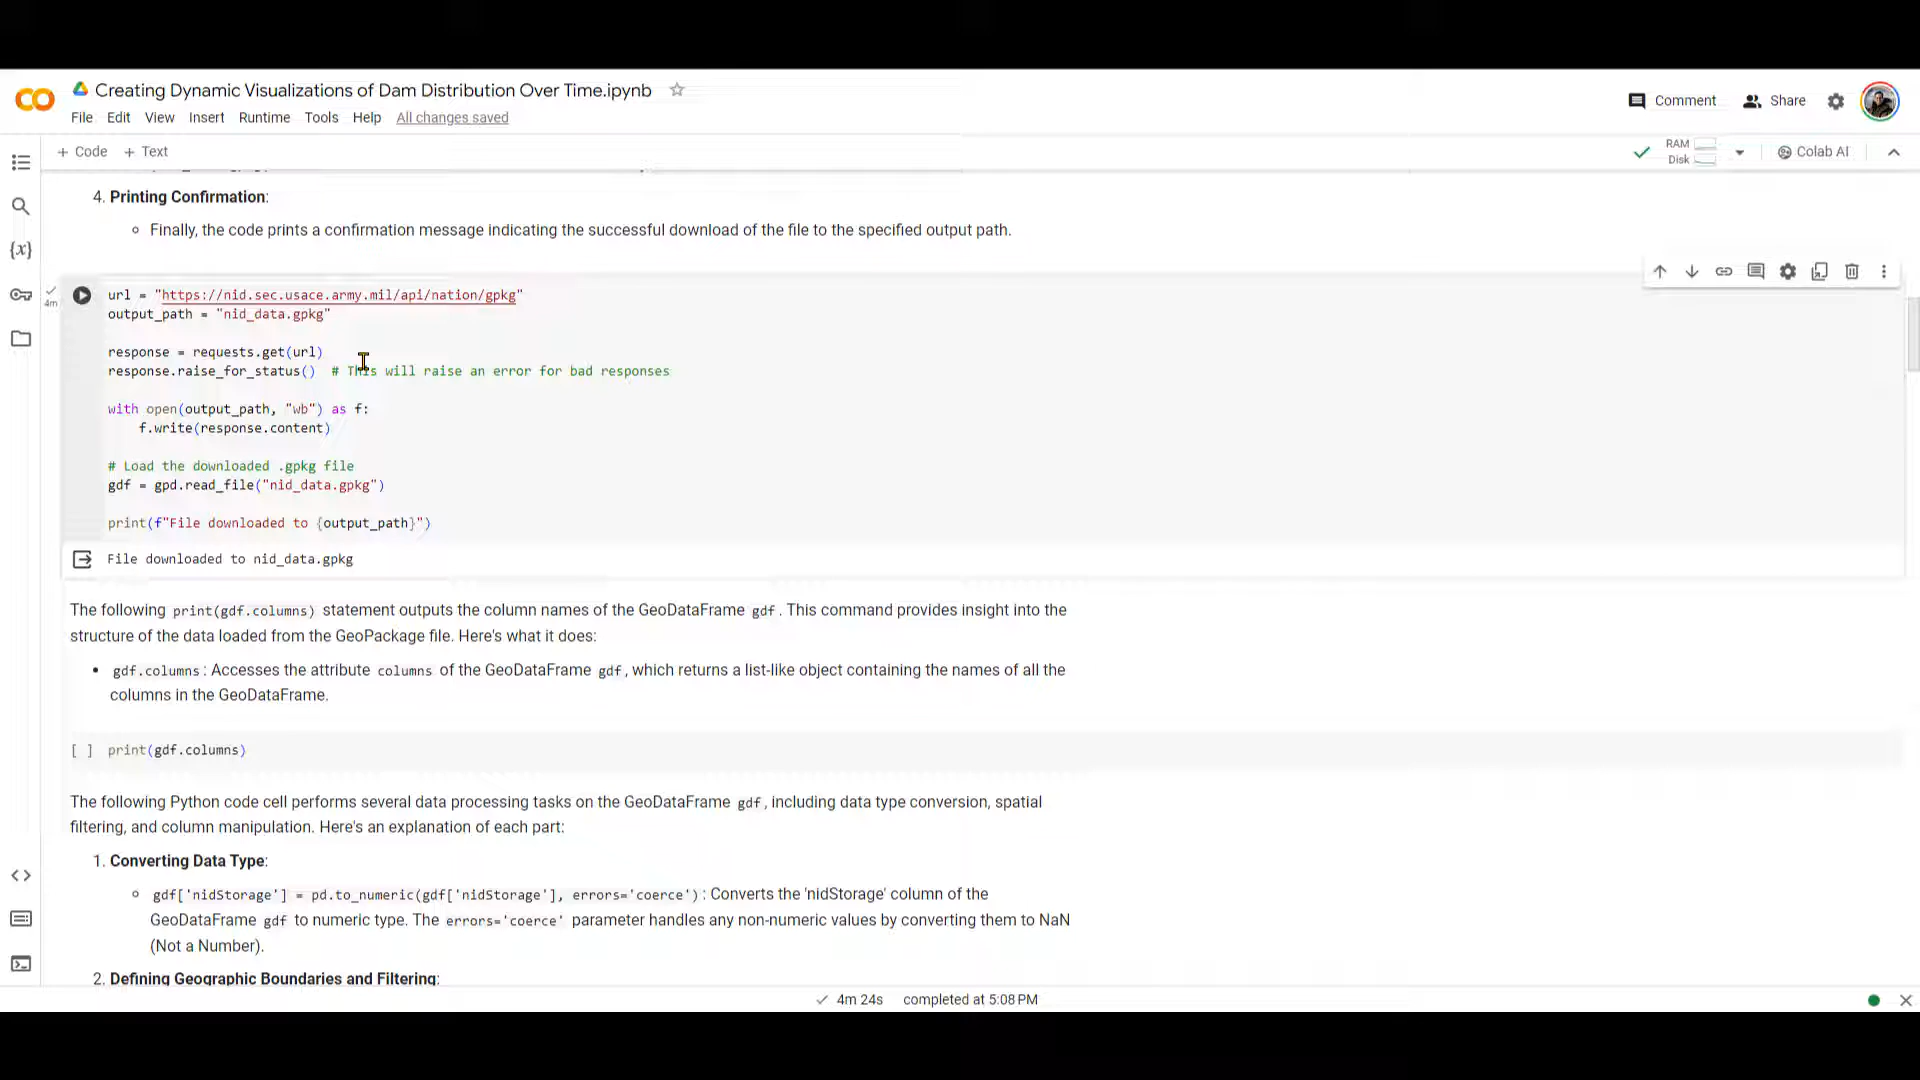 Creating Dynamic Visualizations of Dam Distribution Over Time.ipynb
Comment
Share
File Edit View Insert Runtime Tools Help All changes saved
+ Code + Text
RAM
Disk
Colab AI
4. Printing Confirmation:
Finally, the code prints a confirmation message indicating the successful download of the file to the specified output path.
4m
url = "https://nid.sec.usace.army.mil/api/nation/gpkg"
output_path = "nid_data.gpkg"
response = requests.get(url)
response.raise_for_status() # This will raise an error for bad responses
with open(output_path, "wb") as f:
f.write(response.content)
# Load the downloaded .gpkg file
gdf = gpd.read_file("nid_data.gpkg")
print(f"File downloaded to {output_path}")
File downloaded to nid_data.gpkg
The following print(gdf.columns) statement outputs the column names of the GeoDataFrame gdf. This command provides insight into the
structure of the data loaded from the GeoPackage file. Here's what it does:
• gdf.columns: Accesses the attribute columns of the GeoDataFrame gdf, which returns a list-like object containing the names of all the
columns in the GeoDataFrame.
[ ] print(gdf.columns)
The following Python code cell performs several data processing tasks on the GeoDataFrame gdf, including data type conversion, spatial
filtering, and column manipulation. Here's an explanation of each part:
1. Converting Data Type:
gdf['nidStorage'] = pd.to_numeric(gdf['nidStorage'], errors='coerce'): Converts the 'nidStorage' column of the
GeoDataFrame gdf to numeric type. The errors='coerce' parameter handles any non-numeric values by converting them to NaN
(Not a Number).
2. Defining Geographic Boundaries and Filtering:
4m 24s completed at 5:08 PM